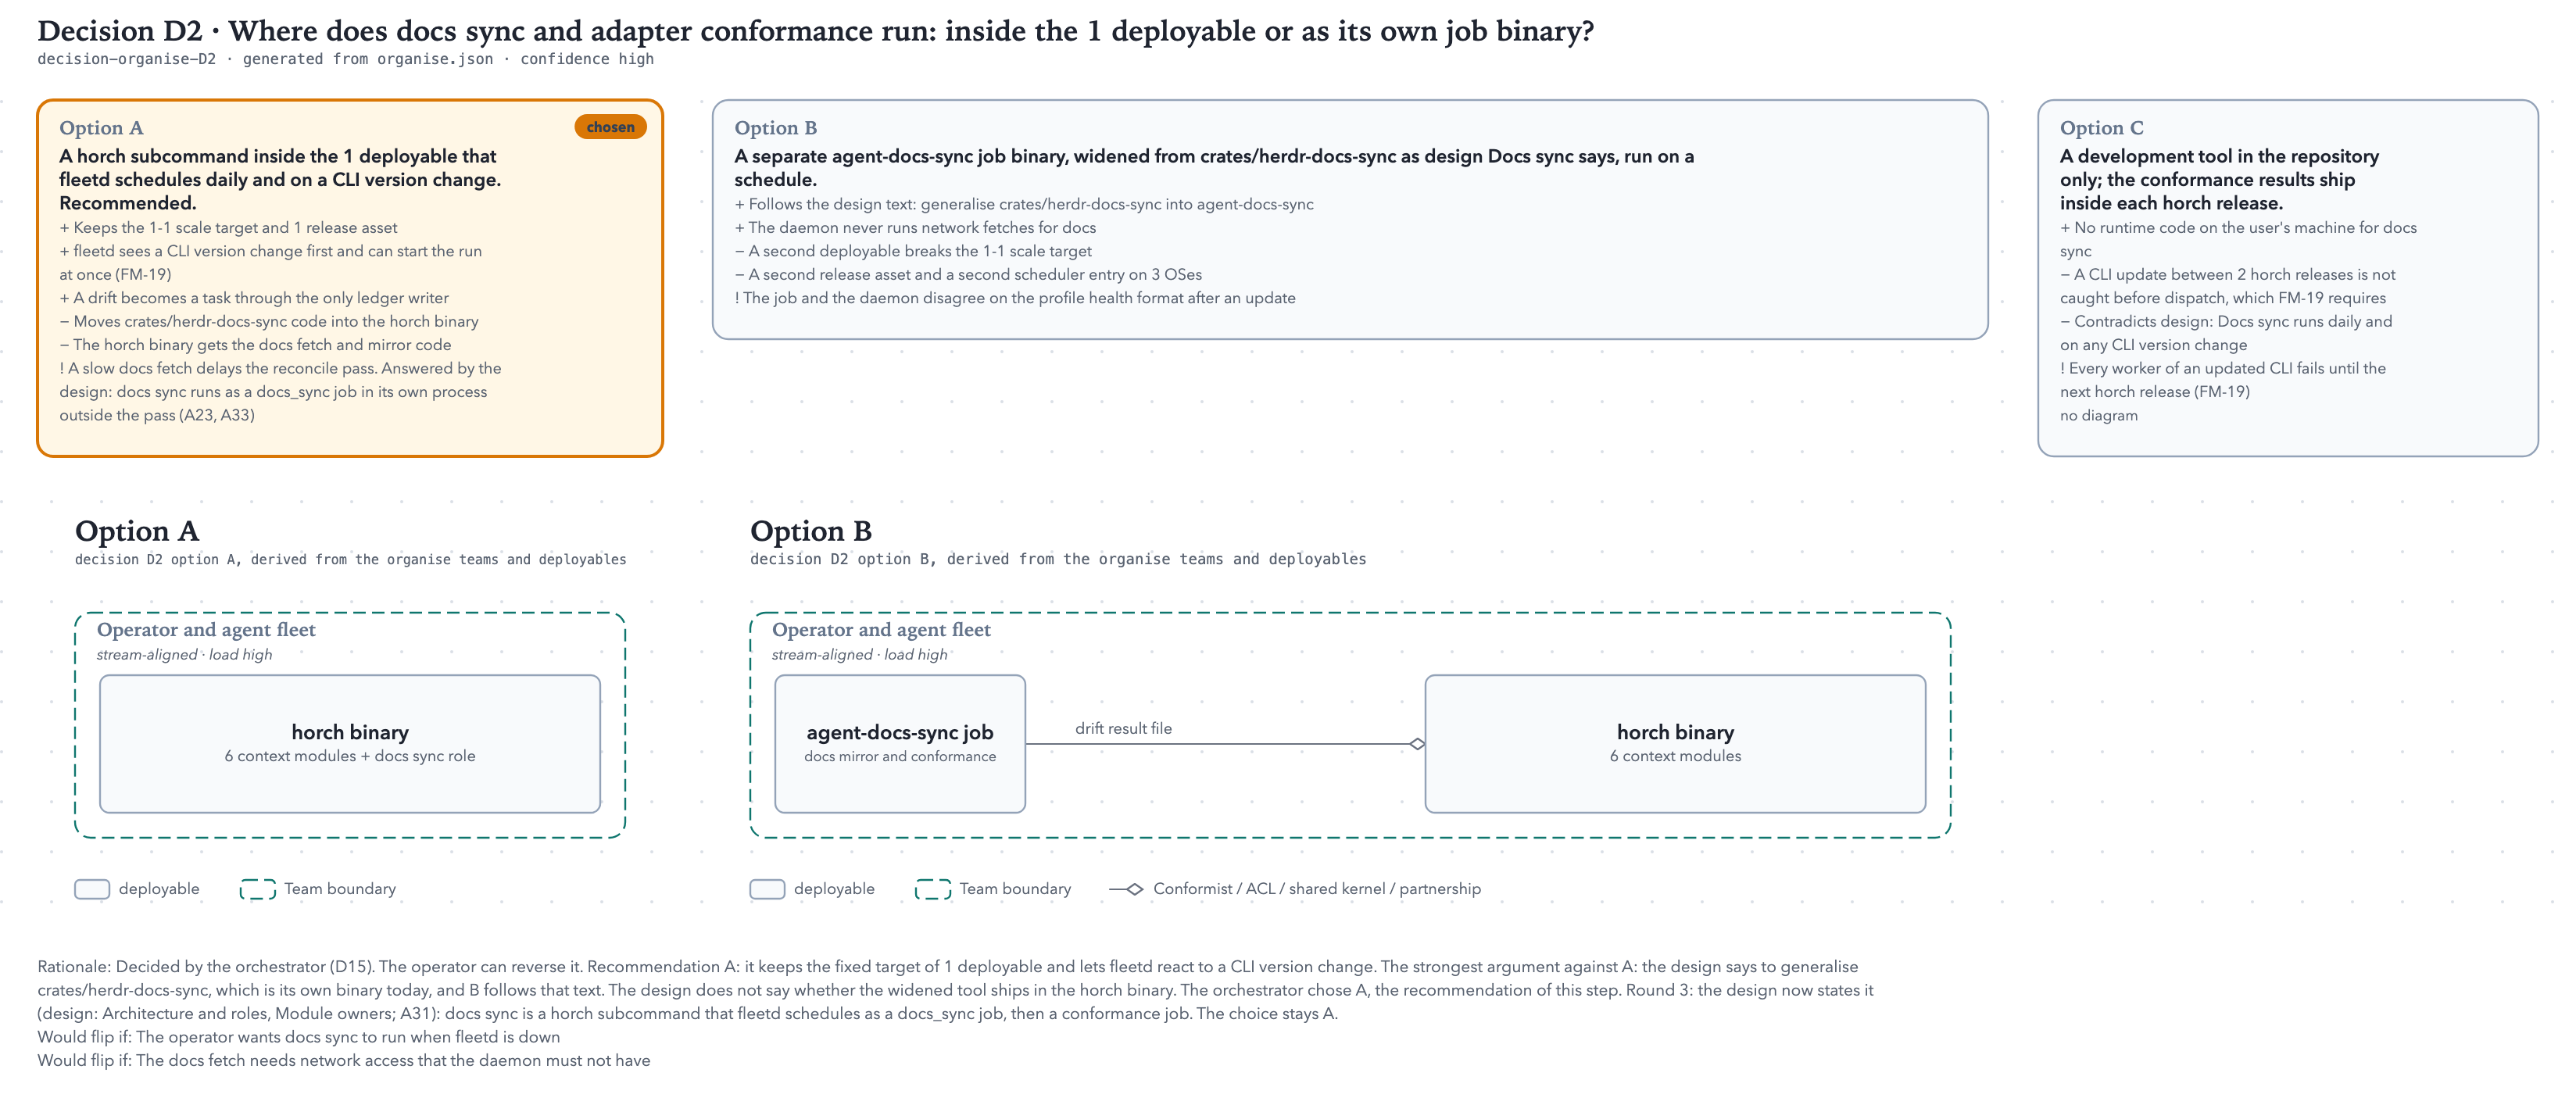 Decision D2 · Where does docs sync and adapter conformance run: inside the 1 deployable or as its own job binary?
decision-organise-D2 · generated from organise.json · confidence high
Option A
chosen
A horch subcommand inside the 1 deployable that
fleetd schedules daily and on a CLI version change.
Recommended.
+ Keeps the 1-1 scale target and 1 release asset
+ fleetd sees a CLI version change first and can start the run
at once (FM-19)
+ A drift becomes a task through the only ledger writer
− Moves crates/herdr-docs-sync code into the horch binary
− The horch binary gets the docs fetch and mirror code
! A slow docs fetch delays the reconcile pass. Answered by the
design: docs sync runs as a docs_sync job in its own process
outside the pass (A23, A33)
Option B
A separate agent-docs-sync job binary, widened from crates/herdr-docs-sync as design Docs sync says, run on a
schedule.
+ Follows the design text: generalise crates/herdr-docs-sync into agent-docs-sync
+ The daemon never runs network fetches for docs
− A second deployable breaks the 1-1 scale target
− A second release asset and a second scheduler entry on 3 OSes
! The job and the daemon disagree on the profile health format after an update
Option C
A development tool in the repository
only; the conformance results ship
inside each horch release.
+ No runtime code on the user's machine for docs
sync
− A CLI update between 2 horch releases is not
caught before dispatch, which FM-19 requires
− Contradicts design: Docs sync runs daily and
on any CLI version change
! Every worker of an updated CLI fails until the
next horch release (FM-19)
no diagram
Option A
decision D2 option A, derived from the organise teams and deployables
Operator and agent fleet
stream-aligned · load high
horch binary
6 context modules + docs sync role
deployable
Team boundary
Option B
decision D2 option B, derived from the organise teams and deployables
Operator and agent fleet
stream-aligned · load high
agent-docs-sync job
docs mirror and conformance
drift result file
horch binary
6 context modules
deployable
Team boundary
Conformist / ACL / shared kernel / partnership
Rationale: Decided by the orchestrator (D15). The operator can reverse it. Recommendation A: it keeps the fixed target of 1 deployable and lets fleetd react to a CLI version change. The strongest argument against A: the design says to generalise
crates/herdr-docs-sync, which is its own binary today, and B follows that text. The design does not say whether the widened tool ships in the horch binary. The orchestrator chose A, the recommendation of this step. Round 3: the design now states it
(design: Architecture and roles, Module owners; A31): docs sync is a horch subcommand that fleetd schedules as a docs_sync job, then a conformance job. The choice stays A.
Would flip if: The operator wants docs sync to run when fleetd is down
Would flip if: The docs fetch needs network access that the daemon must not have